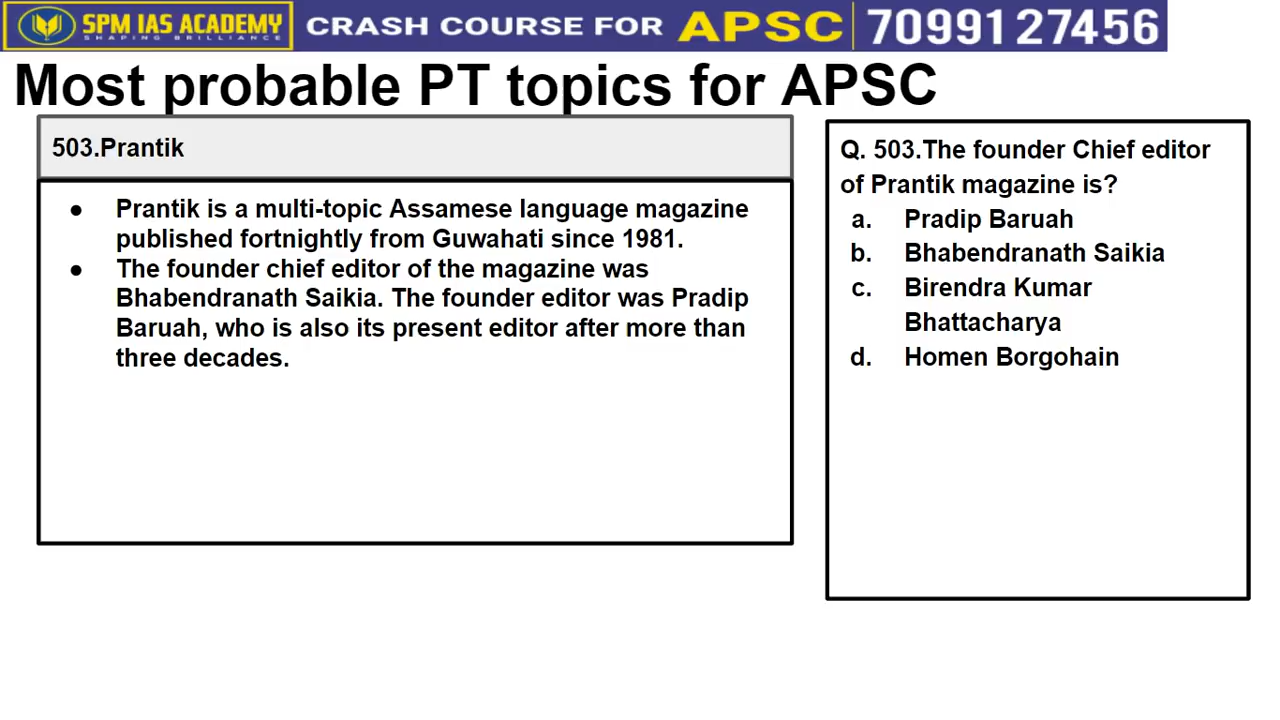 SPM IAS ACADEMY
SHAPING BRILLIANCE
CRASH COURSE FOR APSC
7099127456
Most probable PT topics for APSC
503.Prantik
● Prantik is a multi-topic Assamese language magazine
published fortnightly from Guwahati since 1981.
● The founder chief editor of the magazine was
Bhabendranath Saikia. The founder editor was Pradip
Baruah, who is also its present editor after more than
three decades.
Q. 503.The founder Chief editor
of Prantik magazine is?
a. Pradip Baruah
b. Bhabendranath Saikia
c. Birendra Kumar
Bhattacharya
d. Homen Borgohain